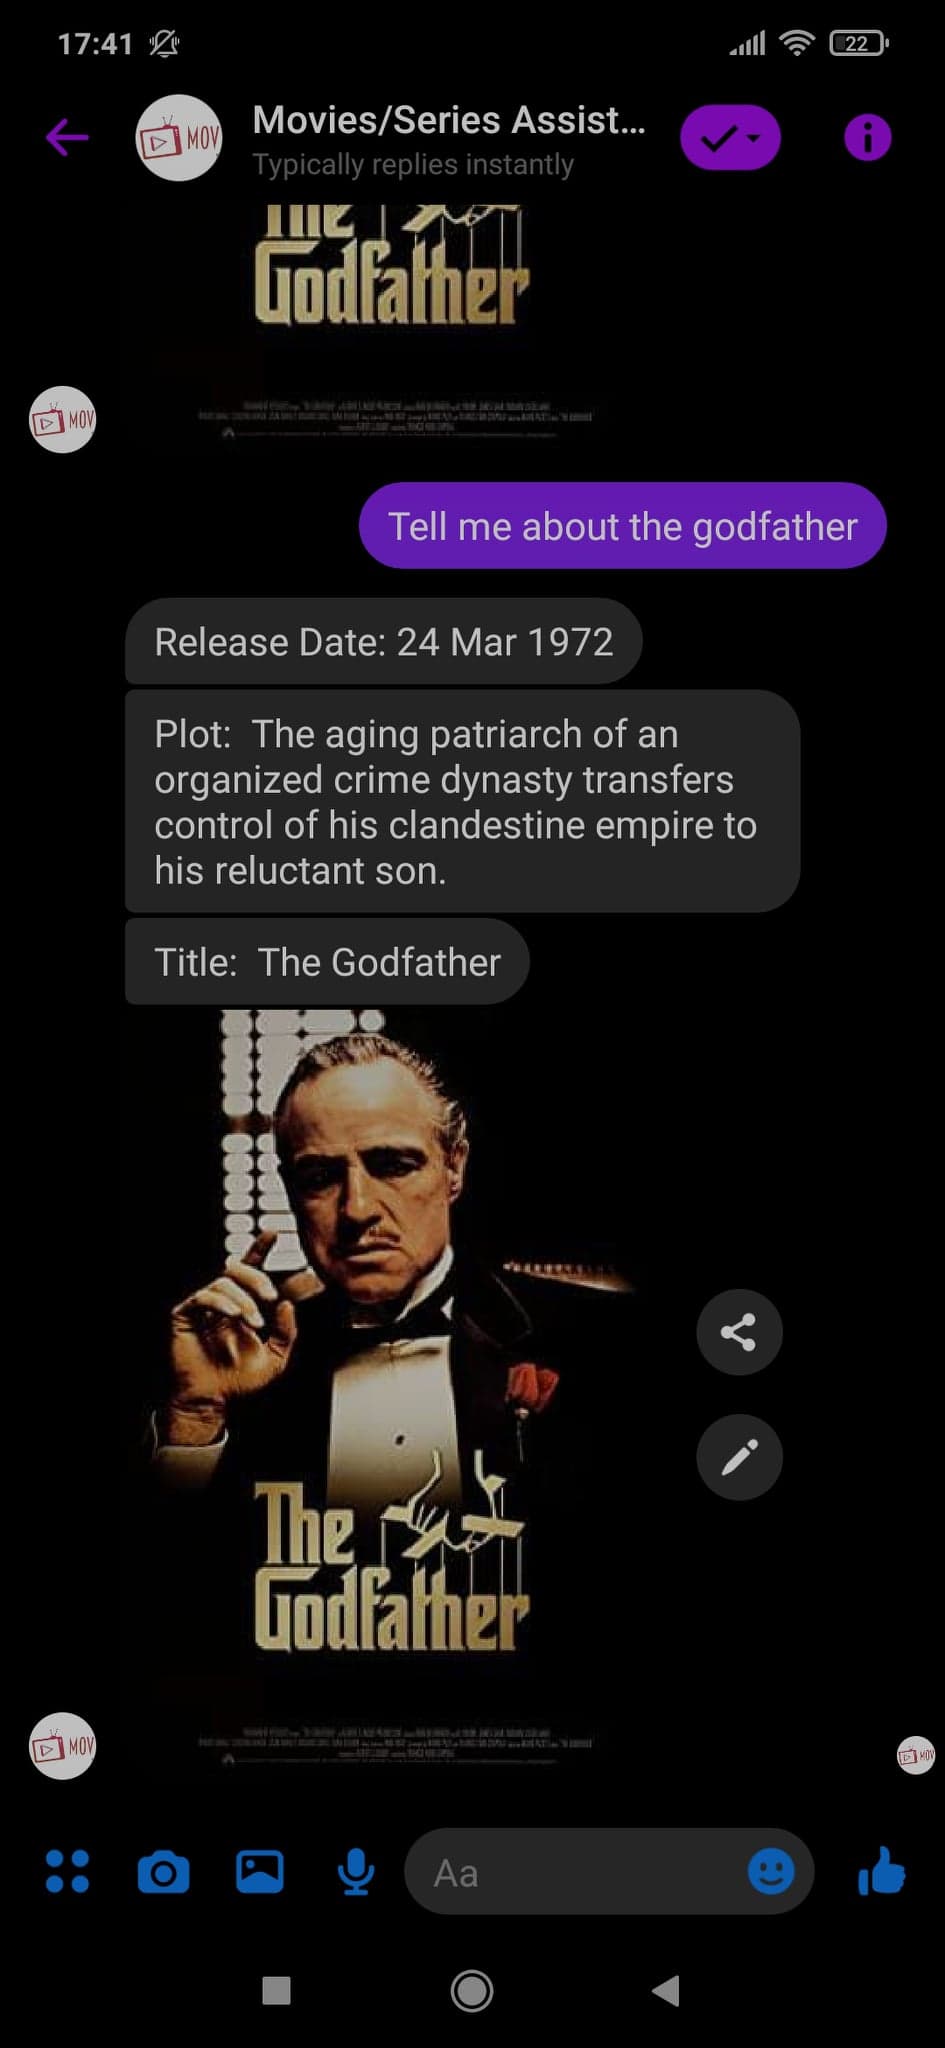 17:41
22
MOV
Movies/Series Assist...
Typically replies instantly
The
Godfather
MOV
Tell me about the godfather
Release Date: 24 Mar 1972
Plot:  The aging patriarch of an
organized crime dynasty transfers
control of his clandestine empire to
his reluctant son.
Title:  The Godfather
The
Godfather
MOV
MOV
Aa